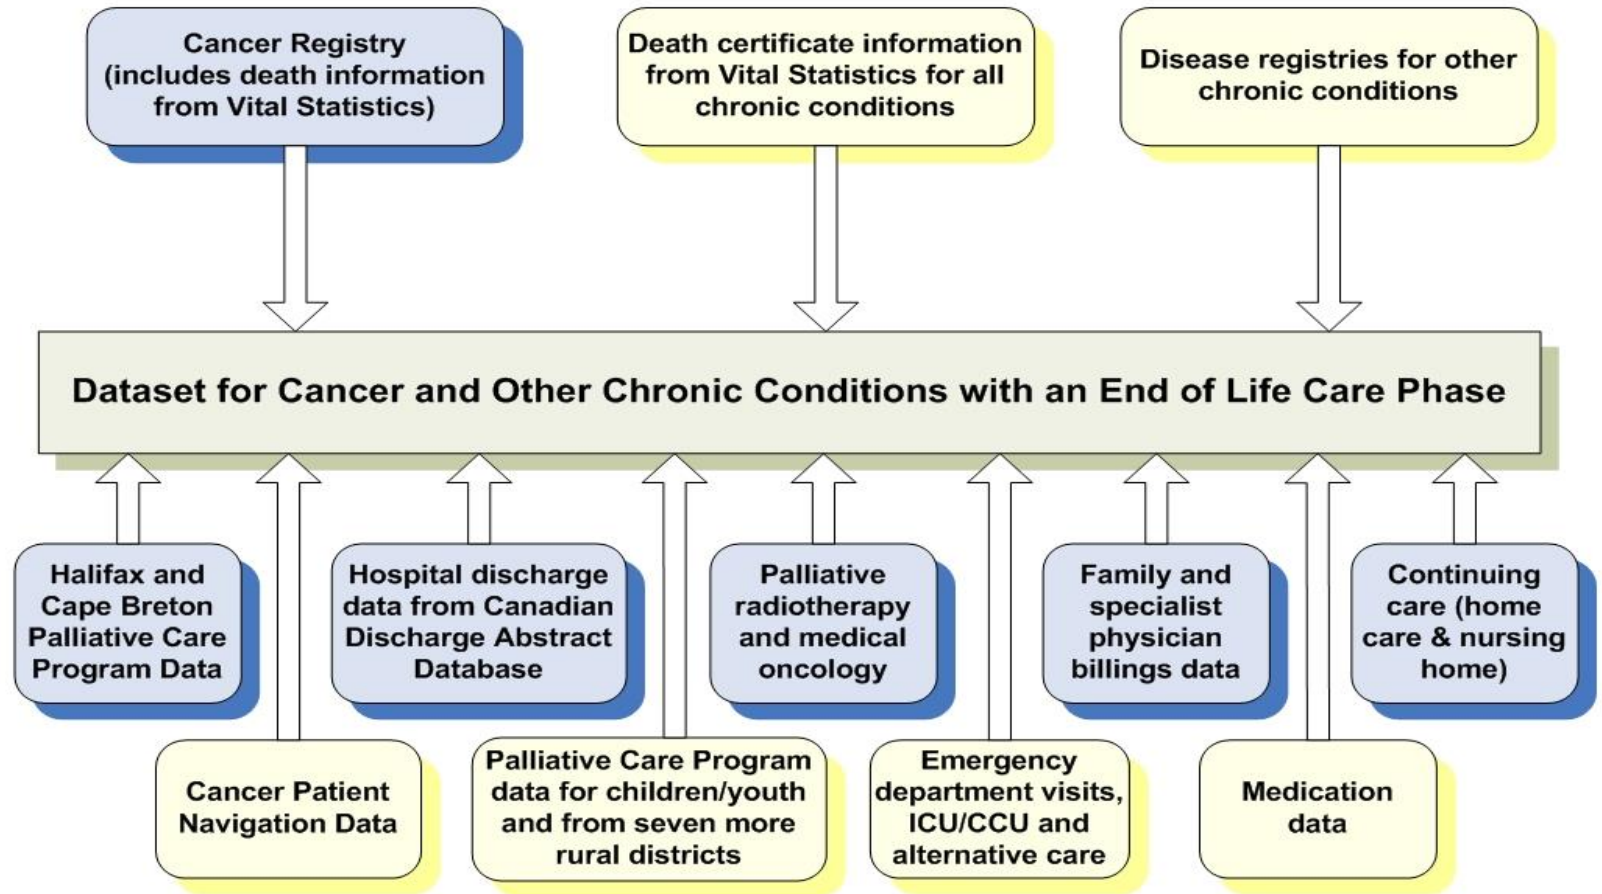 Cancer Registry
(includes death information
from Vital Statistics)
Death certificate information
from Vital Statistics for all
chronic conditions
Disease registries for other
chronic conditions
Dataset for Cancer and Other Chronic Conditions with an End of Life Care Phase
Halifax and
Cape Breton
Palliative Care
Program Data
Hospital discharge
data from Canadian
Discharge Abstract
Database
Palliative
radiotherapy
and medical
oncology
Family and
specialist
physician
billings data
Continuing
care (home
care & nursing
home)
Cancer Patient
Navigation Data
Palliative Care Program
data for children/youth
and from seven more
rural districts
Emergency
department visits,
ICU/CCU and
alternative care
Medication
data